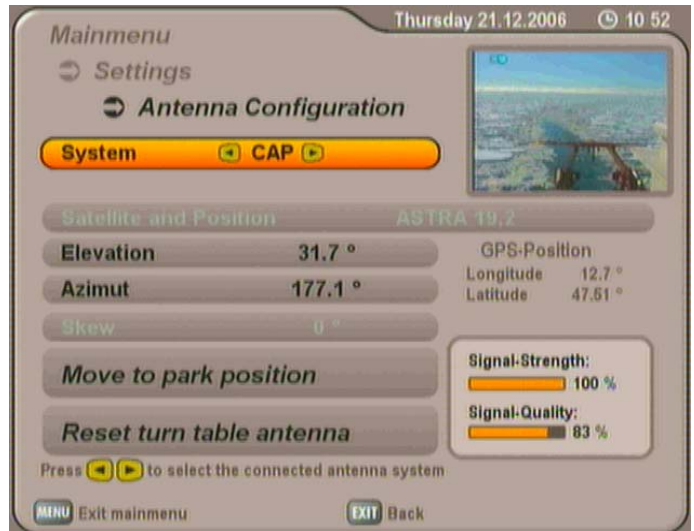 Thursday 21.12.2006 10 52
Mainmenu
Settings
Antenna Configuration
System CAP
Satellite and Position ASTRA 19.2
Elevation 31.7 °
Azimut 177.1 °
Skew 0 °
GPS-Position
Longitude 12.7 °
Latitude 47.51 °
Move to park position
Reset turn table antenna
Signal-Strength:
100 %
Signal-Quality:
83 %
Press to select the connected antenna system
MENU Exit mainmenu EXIT Back